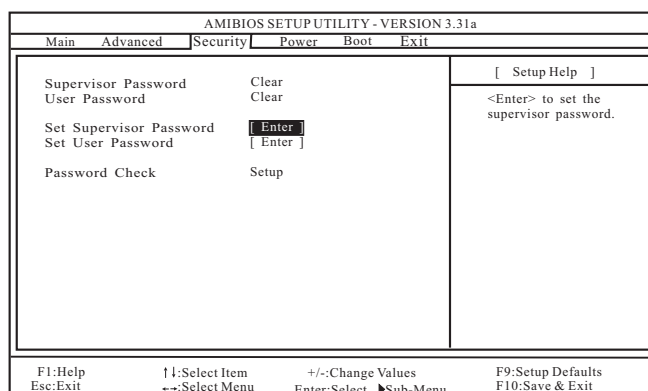 AMIBIOS SETUP UTILITY - VERSION 3.31a
Main Advanced Security Power Boot Exit
[ Setup Help ]
Supervisor Password Clear
User Password Clear
<Enter> to set the
supervisor password.
Set Supervisor Password [ Enter ]
Set User Password [ Enter ]
Password Check Setup
F1:Help ↑↓:Select Item +/-:Change Values F9:Setup Defaults
Esc:Exit ←→:Select Menu Enter:Select ▶Sub-Menu F10:Save & Exit